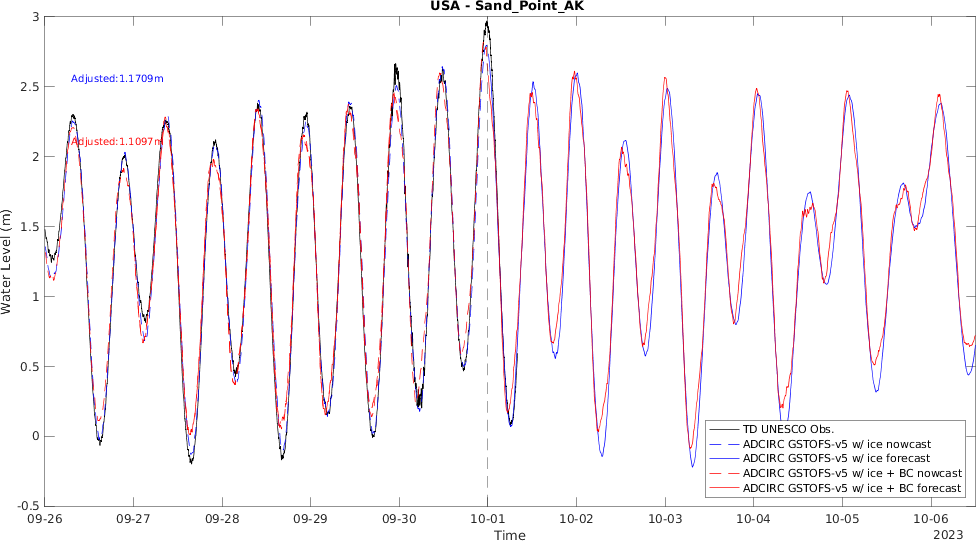 USA - Sand_Point_AK
3
2.5
2
1.5
1
0.5
0
-0.5
Water Level (m)
Adjusted:1.1709m
Adjusted:1.1097m
TD UNESCO Obs.
ADCIRC GSTOFS-v5 w/ ice nowcast
ADCIRC GSTOFS-v5 w/ ice forecast
ADCIRC GSTOFS-v5 w/ ice + BC nowcast
ADCIRC GSTOFS-v5 w/ ice + BC forecast
09-26 09-27 09-28 09-29 09-30 10-01 10-02 10-03 10-04 10-05 10-06
Time
2023